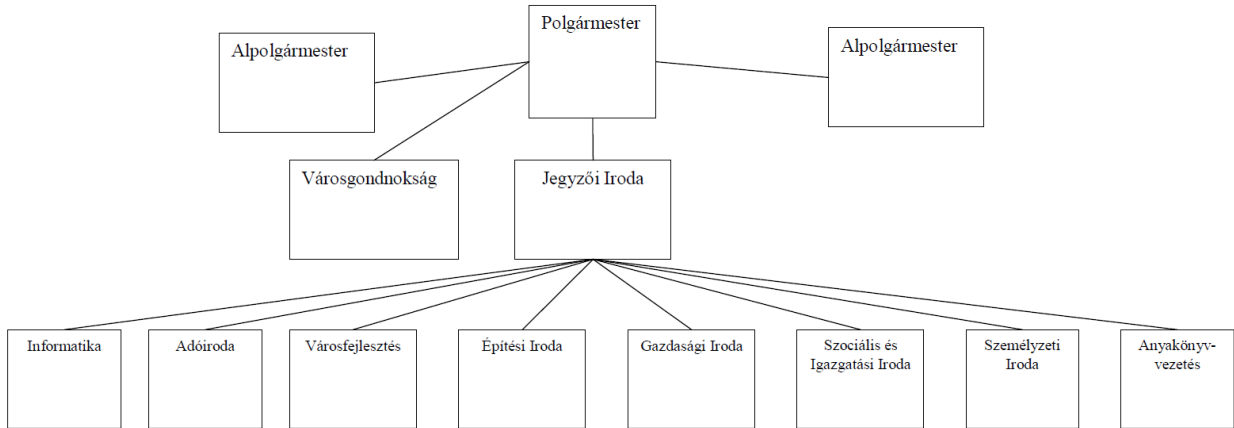 Polgármester
Alpolgármester
Alpolgármester
Városgondnokság
Jegyzői Iroda
Informatika
Adóiroda
Városfejlesztés
Építési Iroda
Gazdasági Iroda
Szociális és
Igazgatási Iroda
Személyzeti
Iroda
Anyakönyv-
vezetés